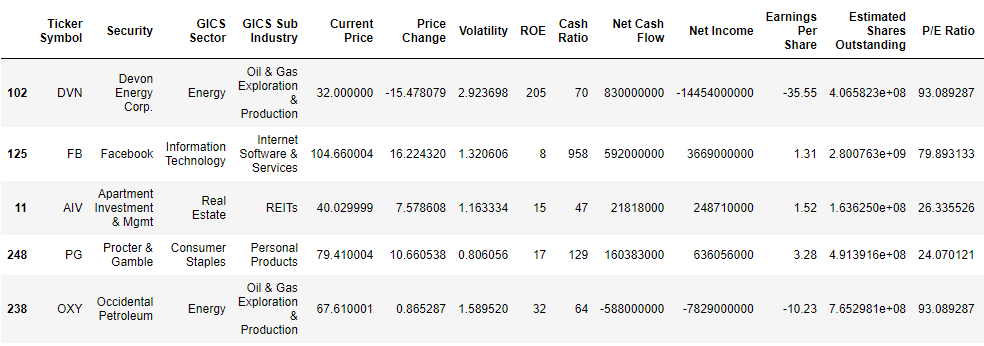 Ticker Symbol	Security	GICS Sector	GICS Sub Industry	Current Price	Price Change	Volatility	ROE	Cash Ratio	Net Cash Flow	Net Income	Earnings Per Share	Estimated Shares Outstanding	P/E Ratio
102	DVN	Devon Energy Corp.	Energy	Oil & Gas Exploration & Production	32.000000	-15.478079	2.923698	205	70	830000000	-14454000000	-35.55	4.065823e+08	93.089287
125	FB	Facebook	Information Technology	Internet Software & Services	104.660004	16.224320	1.320606	8	958	592000000	3669000000	1.31	2.800763e+09	79.893133
11	AIV	Apartment Investment & Mgmt	Real Estate	REITs	40.029999	7.578608	1.163334	15	47	21818000	248710000	1.52	1.636250e+08	26.335526
248	PG	Procter & Gamble	Consumer Staples	Personal Products	79.410004	10.660538	0.806056	17	129	160383000	636056000	3.28	4.913916e+08	24.070121
238	OXY	Occidental Petroleum	Energy	Oil & Gas Exploration & Production	67.610001	0.865287	1.589520	32	64	-588000000	-7829000000	-10.23	7.652981e+08	93.089287